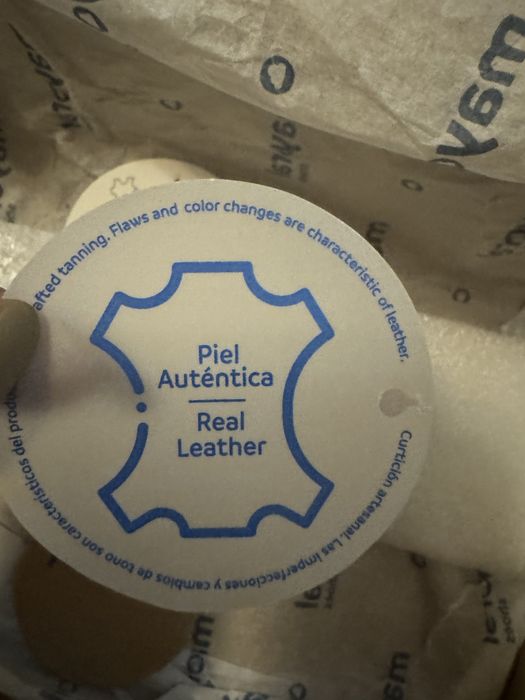 afted tanning. Flaws and color changes are characteristic of leather.
Piel
Auténtica
Real
Leather
Curtición artesanal. Las imperfecciones y cambios de tono son características del produ